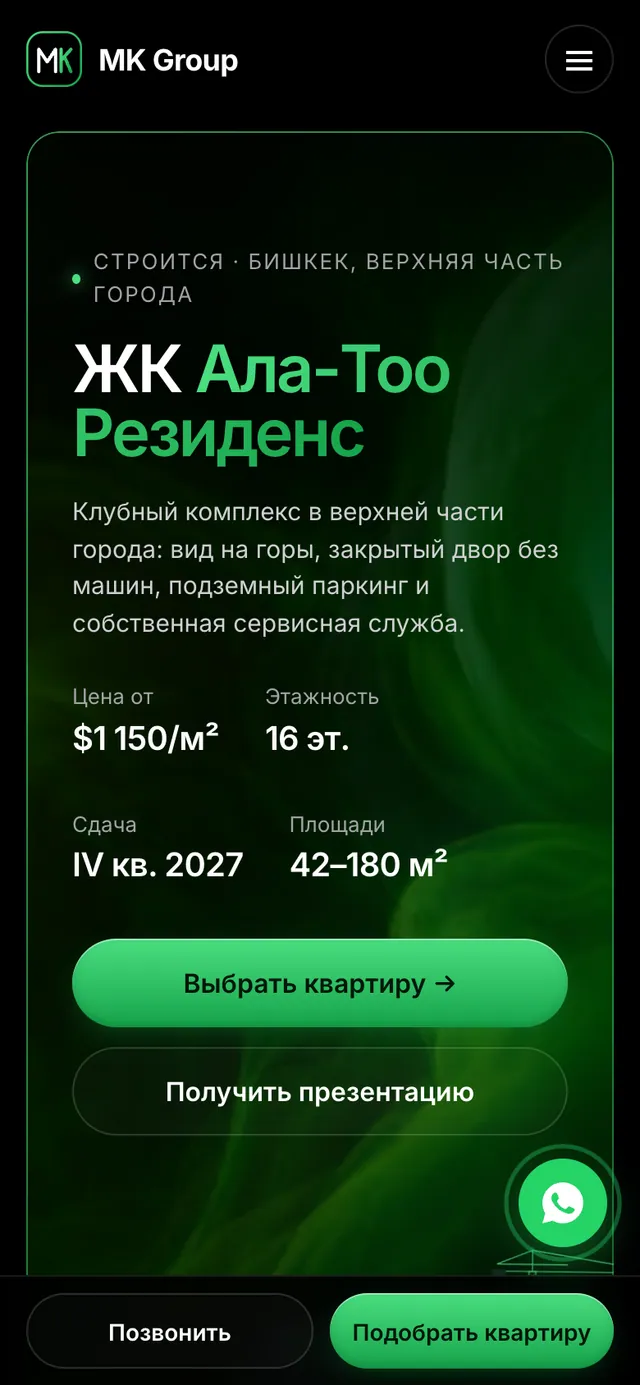 MK MK Group
СТРОИТСЯ · БИШКЕК, ВЕРХНЯЯ ЧАСТЬ
ГОРОДА
ЖК Ала-Тоо
Резиденс
Клубный комплекс в верхней части
города: вид на горы, закрытый двор без
машин, подземный паркинг и
собственная сервисная служба.
Цена от Этажность
$1 150/м² 16 эт.
Сдача Площади
IV кв. 2027 42–180 м²
Выбрать квартиру →
Получить презентацию
Позвонить Подобрать квартиру